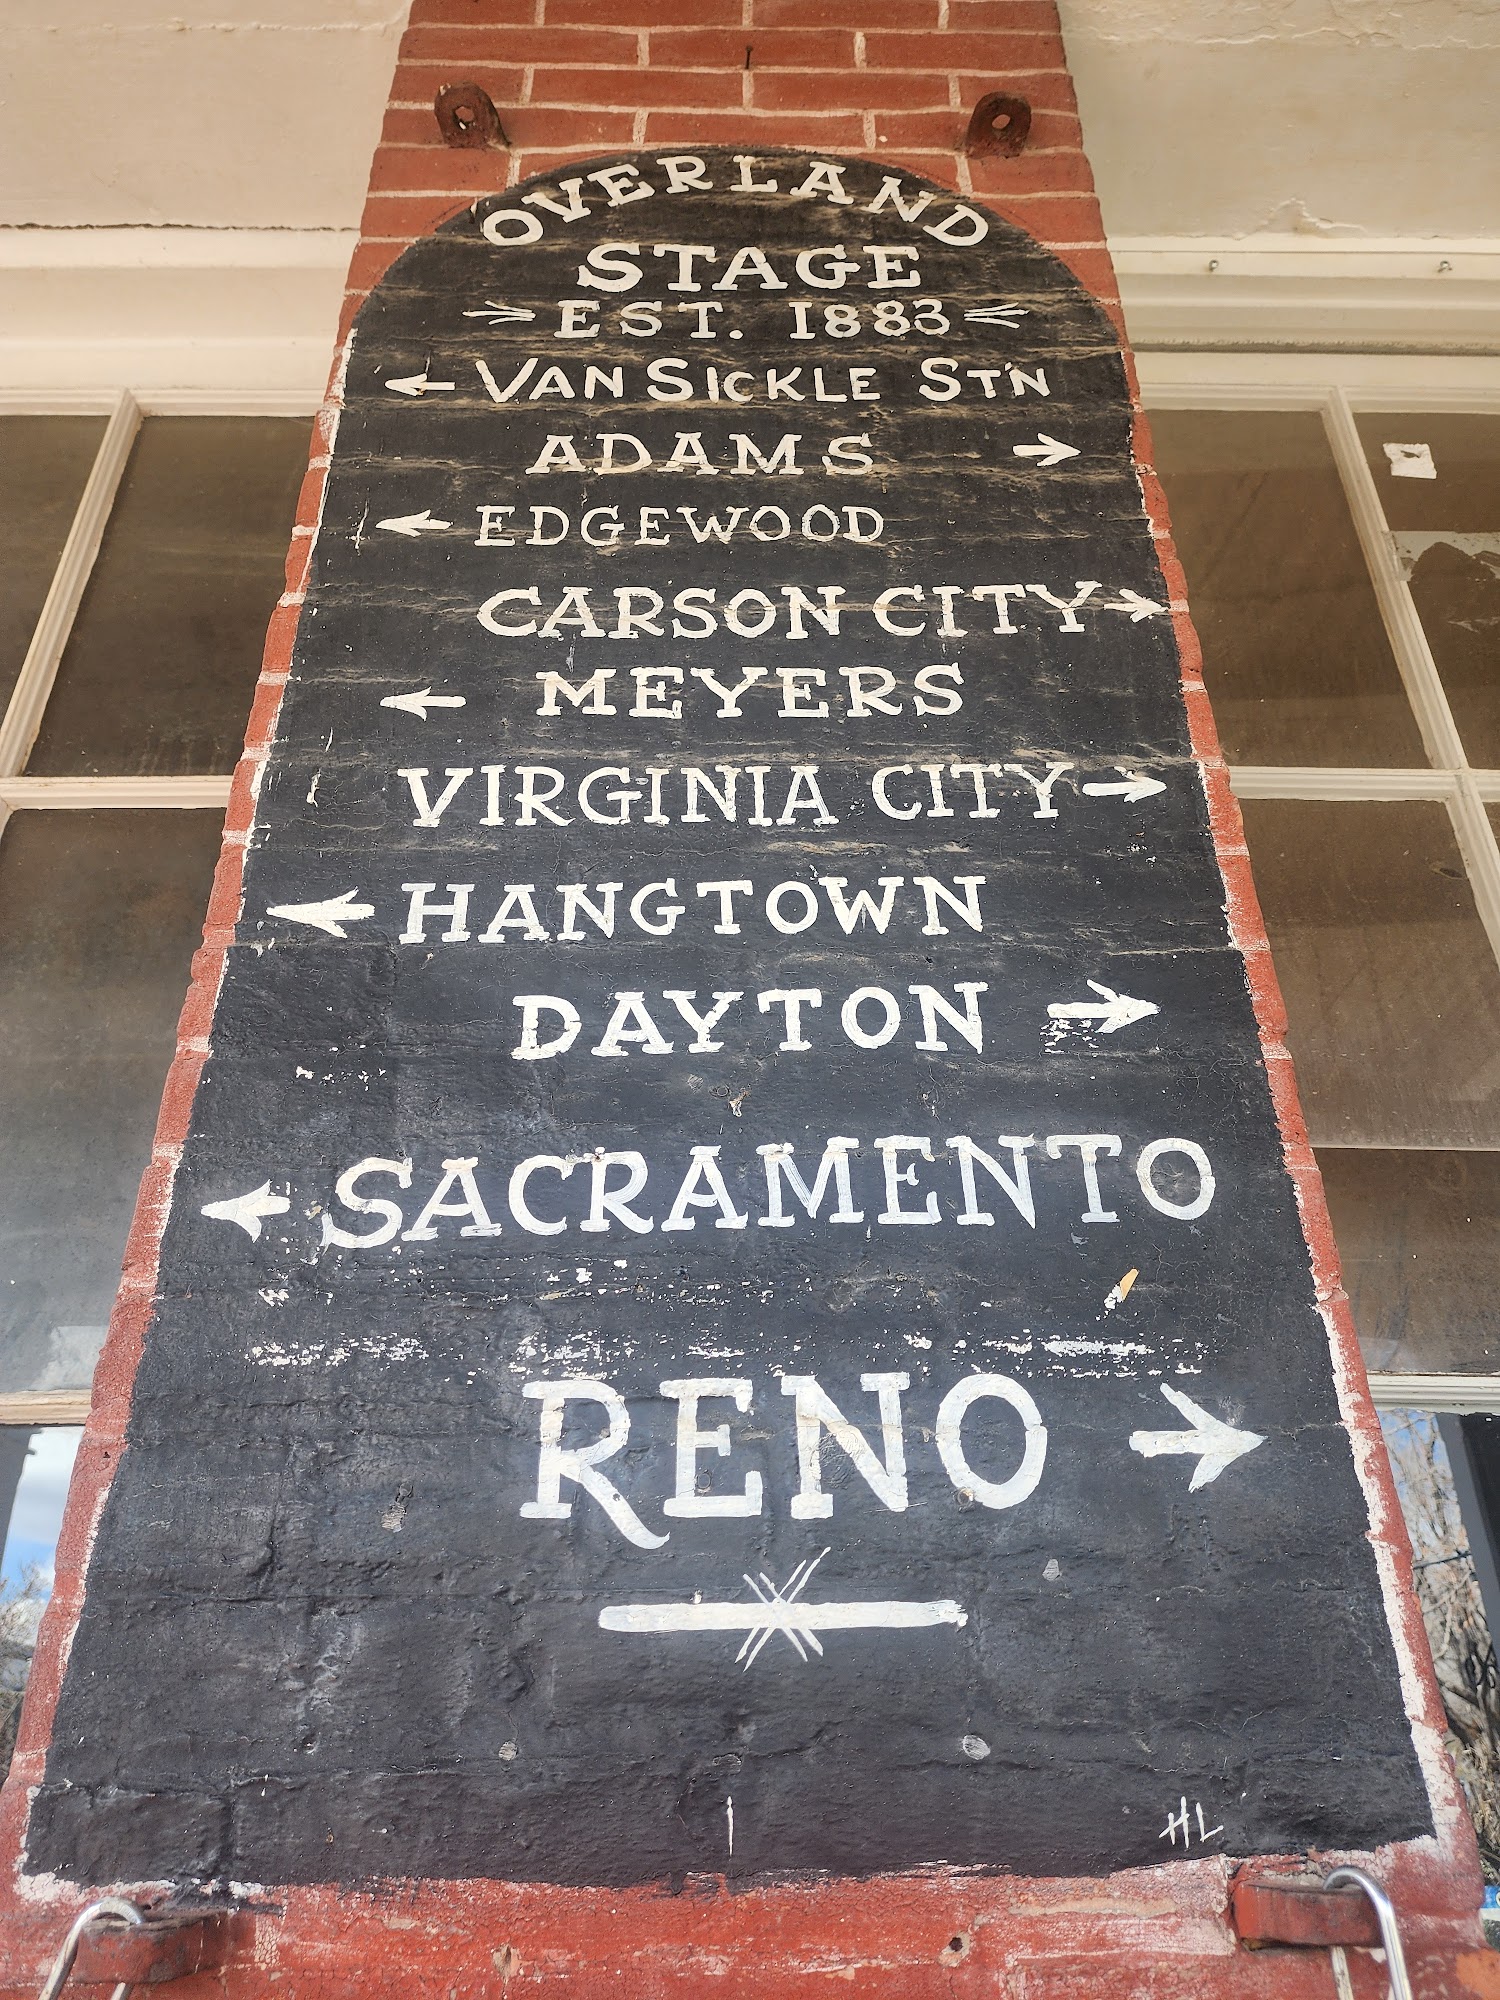 OVERLAND
STAGE
EST. 1883
← VAN SICKLE STN
ADAMS →
← EDGEWOOD
CARSON CITY →
← MEYERS
VIRGINIA CITY →
← HANGTOWN
DAYTON →
← SACRAMENTO
RENO →
HL